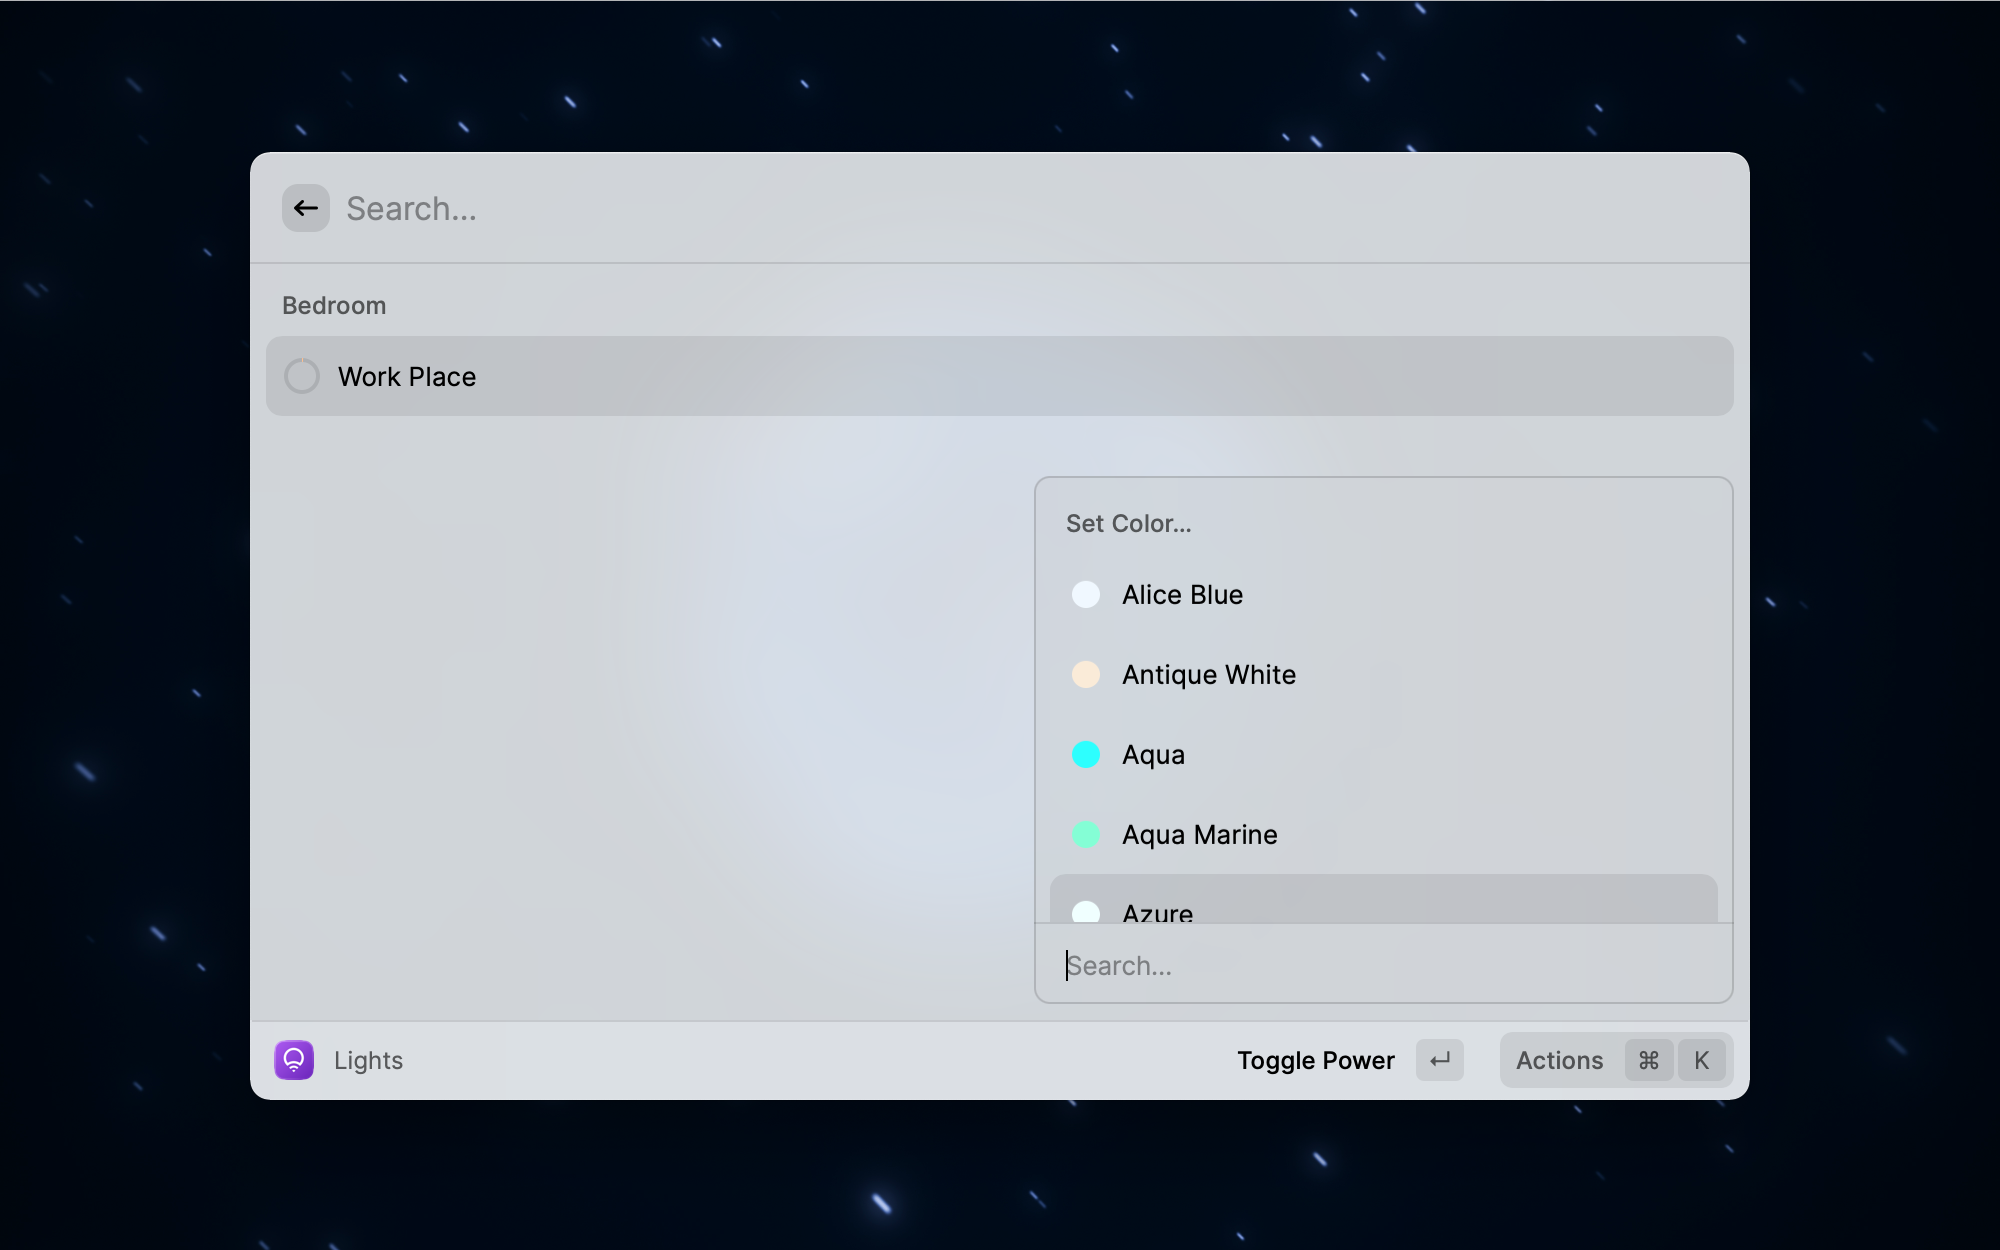 Search...
Bedroom
Work Place
Set Color...
Alice Blue
Antique White
Aqua
Aqua Marine
Azure
Search...
Lights
Toggle Power
Actions ⌘ K